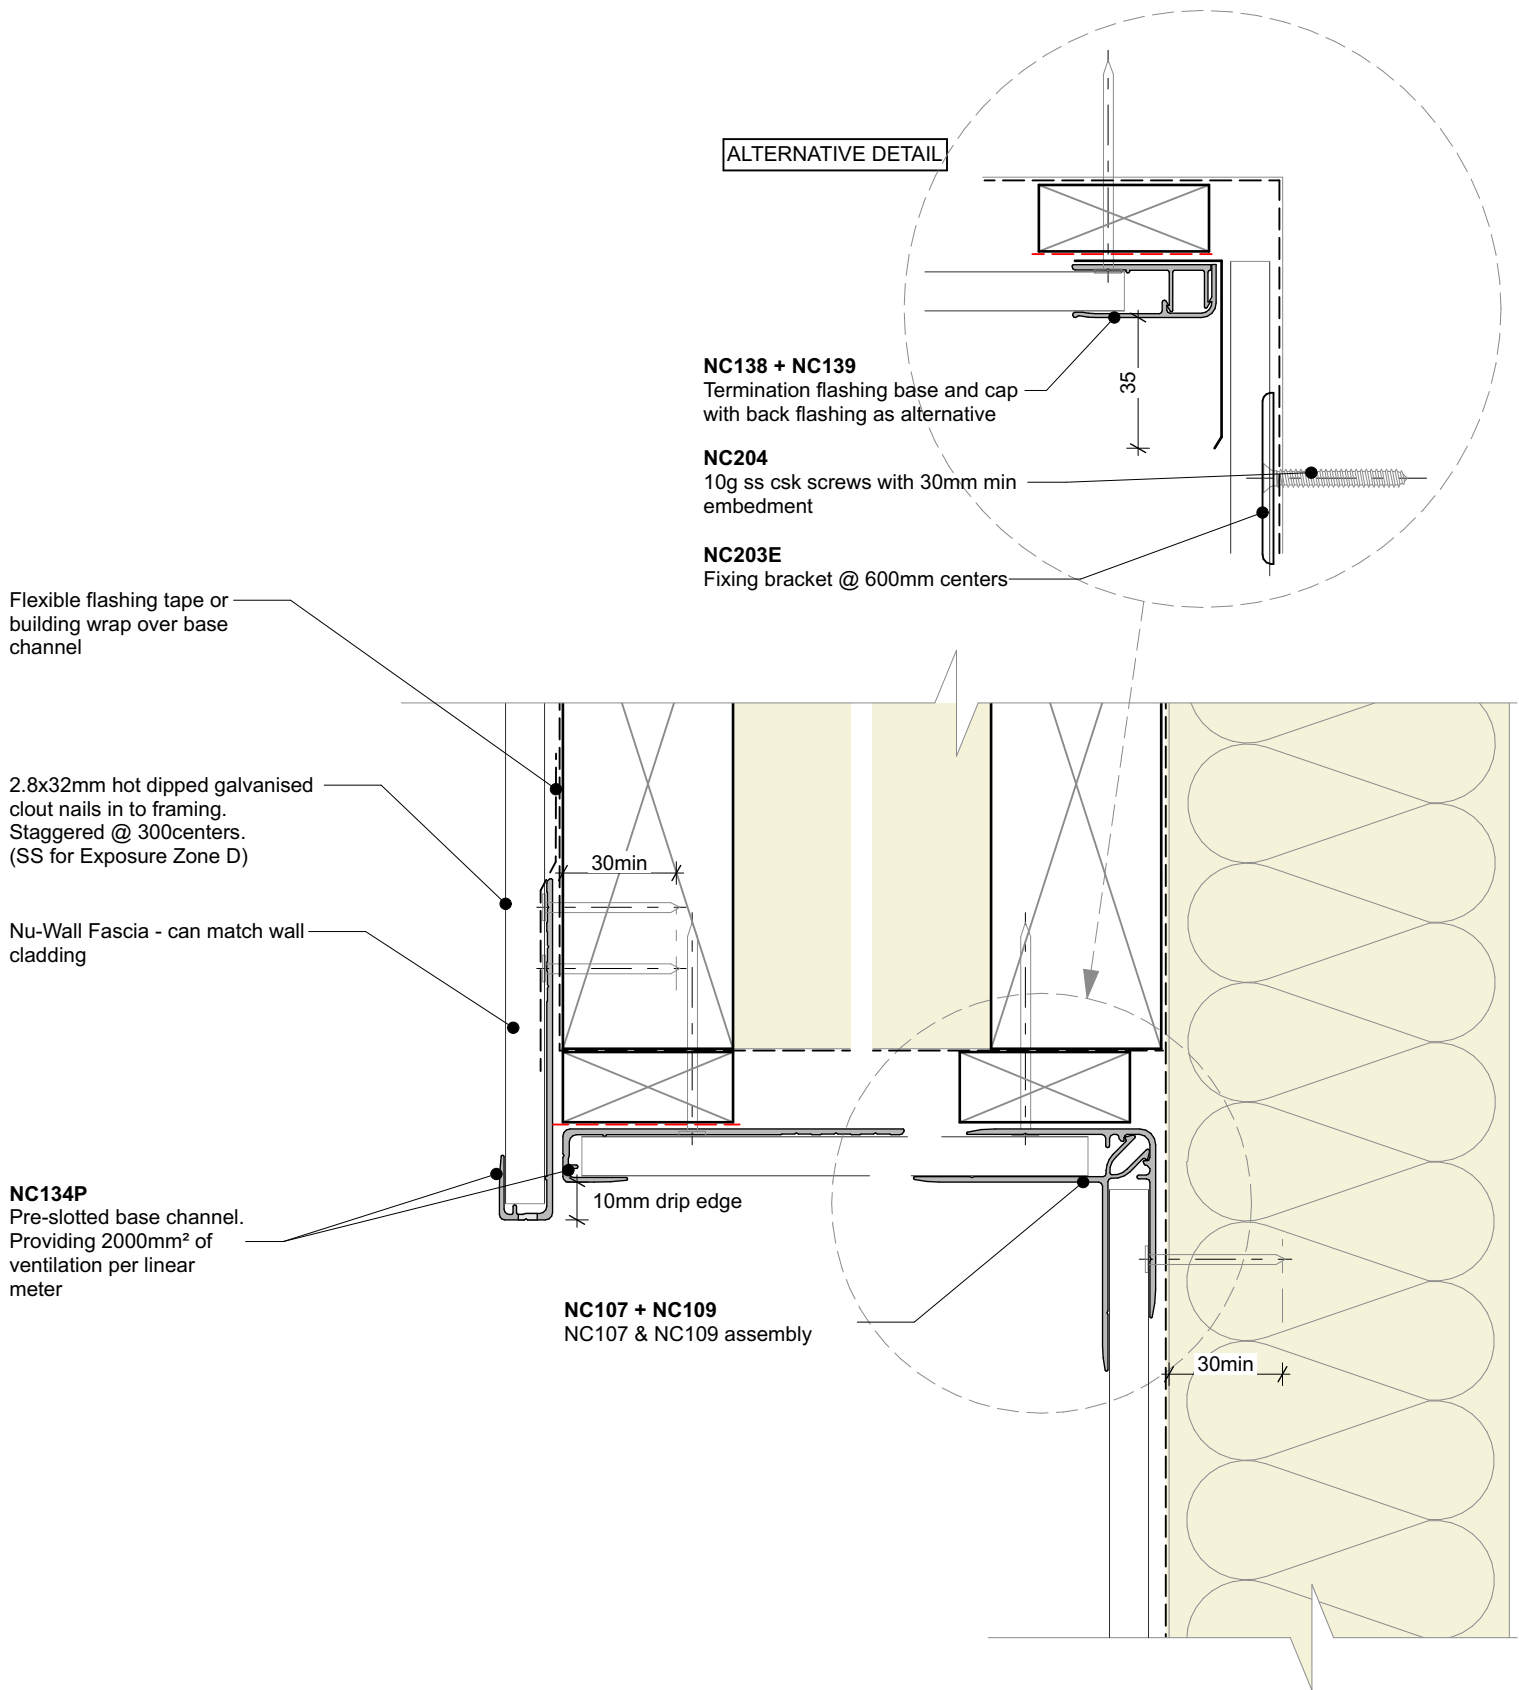 ALTERNATIVE DETAIL
NC138 + NC139
Termination flashing base and cap
with back flashing as alternative
35
NC204
10g ss csk screws with 30mm min
embedment
NC203E
Fixing bracket @ 600mm centers
Flexible flashing tape or
building wrap over base
channel
2.8x32mm hot dipped galvanised
clout nails in to framing.
Staggered @ 300centers.
(SS for Exposure Zone D)
30min
Nu-Wall Fascia - can match wall
cladding
NC134P
Pre-slotted base channel.
Providing 2000mm² of
ventilation per linear
meter
10mm drip edge
NC107 + NC109
NC107 & NC109 assembly
30min